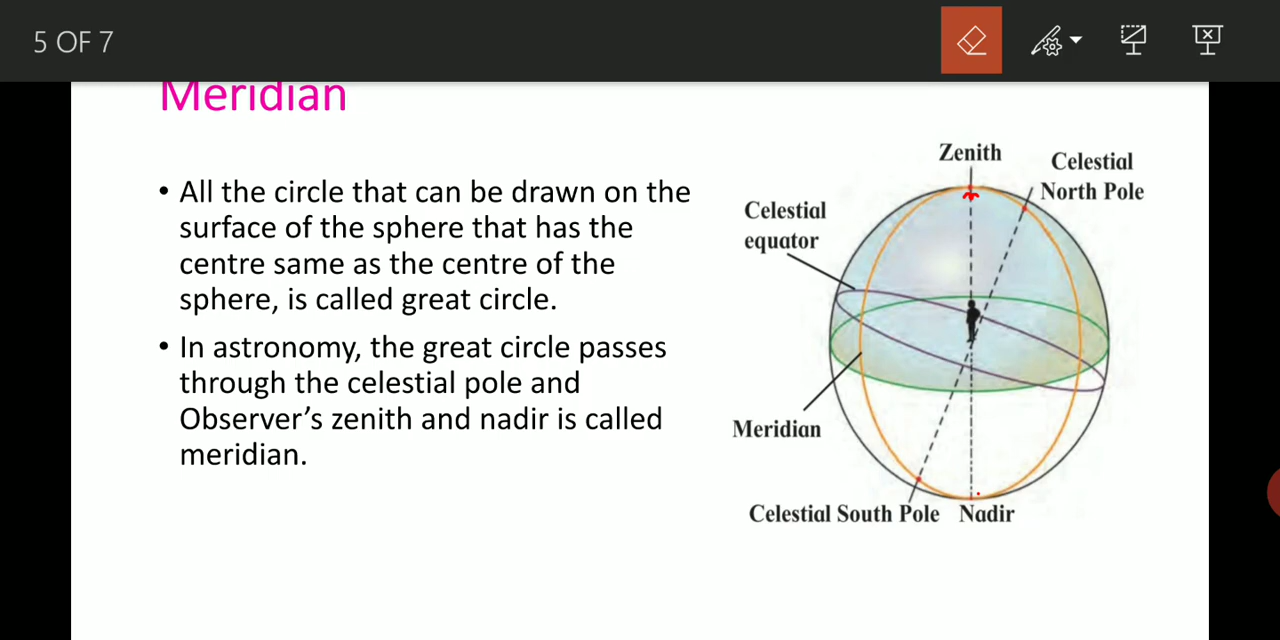 5 OF 7
Meridian
• All the circle that can be drawn on the
surface of the sphere that has the
centre same as the centre of the
sphere, is called great circle.
• In astronomy, the great circle passes
through the celestial pole and
Observer's zenith and nadir is called
meridian.
Zenith
Celestial
North Pole
Celestial
equator
Meridian
Celestial South Pole
Nadir